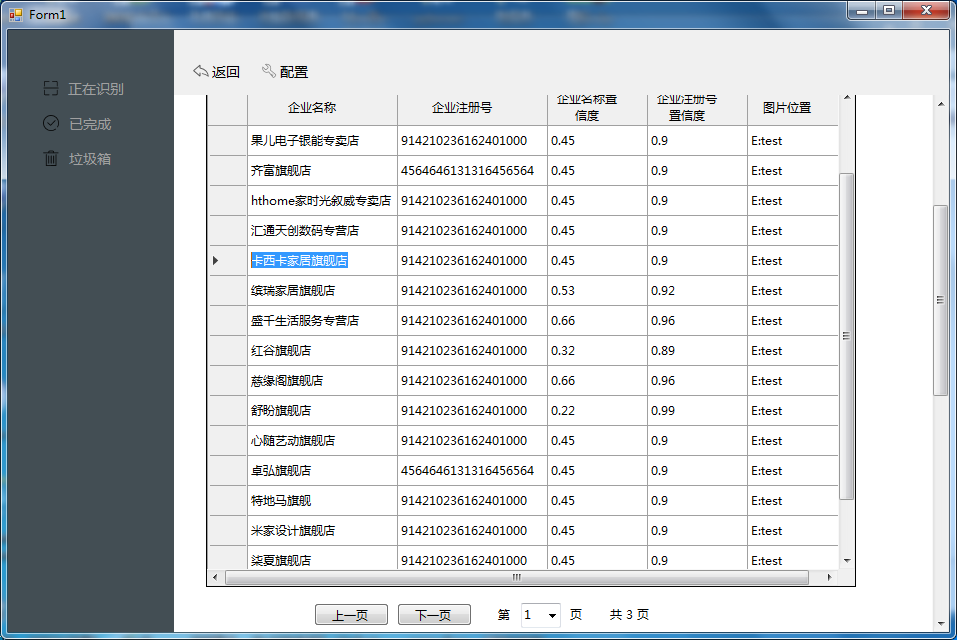 Form1
返回 配置
正在识别
已完成
垃圾箱
企业名称 企业注册号 企业名称置信度 企业注册号置信度 图片位置
果儿电子银能专卖店 914210236162401000 0.45 0.9 E:test
齐富旗舰店 4564646131316456564 0.45 0.9 E:test
hthome家时光叙威专卖店 914210236162401000 0.45 0.9 E:test
汇通天创数码专营店 914210236162401000 0.45 0.9 E:test
卡西卡家居旗舰店 914210236162401000 0.45 0.9 E:test
缤瑞家居旗舰店 914210236162401000 0.53 0.92 E:test
盛千生活服务专营店 914210236162401000 0.66 0.96 E:test
红谷旗舰店 914210236162401000 0.32 0.89 E:test
慈缘阁旗舰店 914210236162401000 0.66 0.96 E:test
舒盼旗舰店 914210236162401000 0.22 0.99 E:test
心随艺动旗舰店 914210236162401000 0.45 0.9 E:test
卓弘旗舰店 4564646131316456564 0.45 0.9 E:test
特地马旗舰 914210236162401000 0.45 0.9 E:test
米家设计旗舰店 914210236162401000 0.45 0.9 E:test
柒夏旗舰店 914210236162401000 0.45 0.9 E:test
上一页 下一页 第 1 页 共 3 页